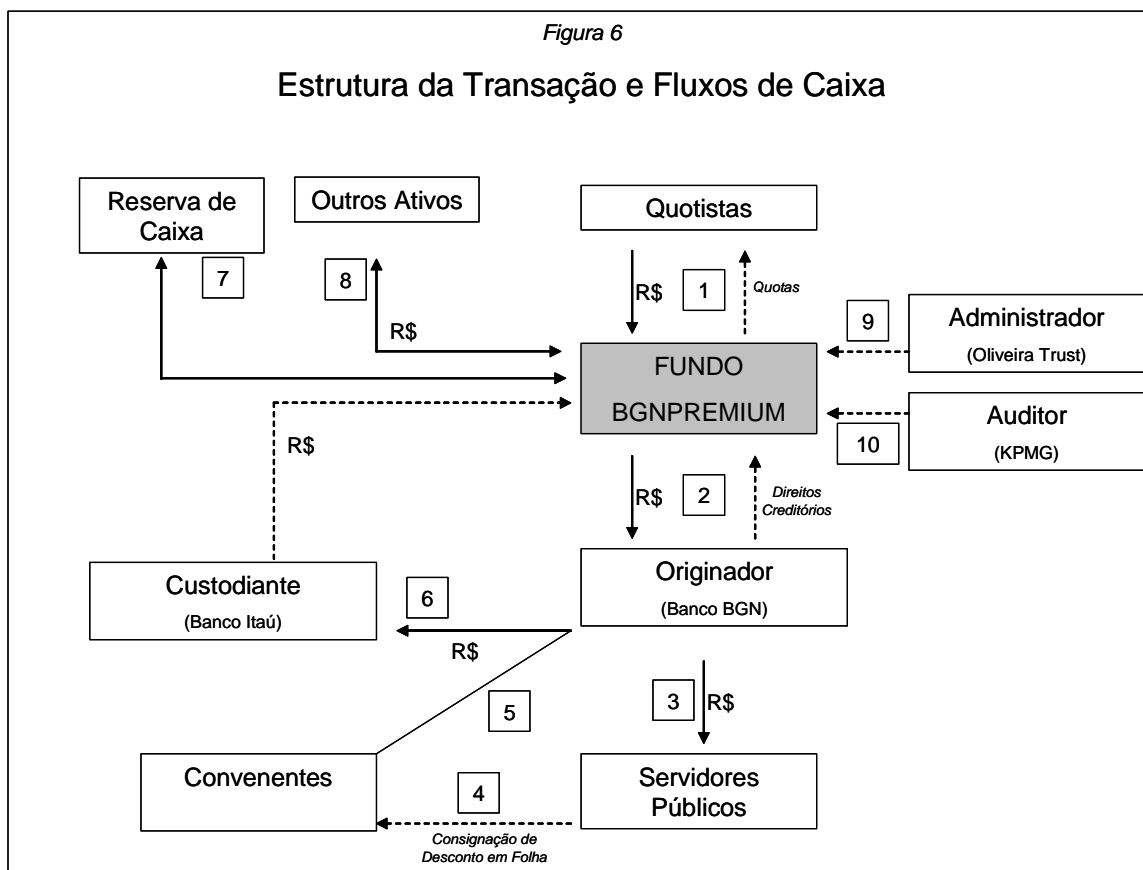 Figura 6
Estrutura da Transação e Fluxos de Caixa
Reserva de
Caixa
Outros Ativos
Quotistas
7
8
R$
1
Quotas
R$
9
Administrador
(Oliveira Trust)
FUNDO
BGNPREMIUM
10
Auditor
(KPMG)
R$
R$
2
Direitos
Creditórios
Custodiante
(Banco Itaú)
6
R$
Originador
(Banco BGN)
5
3
R$
Convenentes
4
Consignação de
Desconto em Folha
Servidores
Públicos